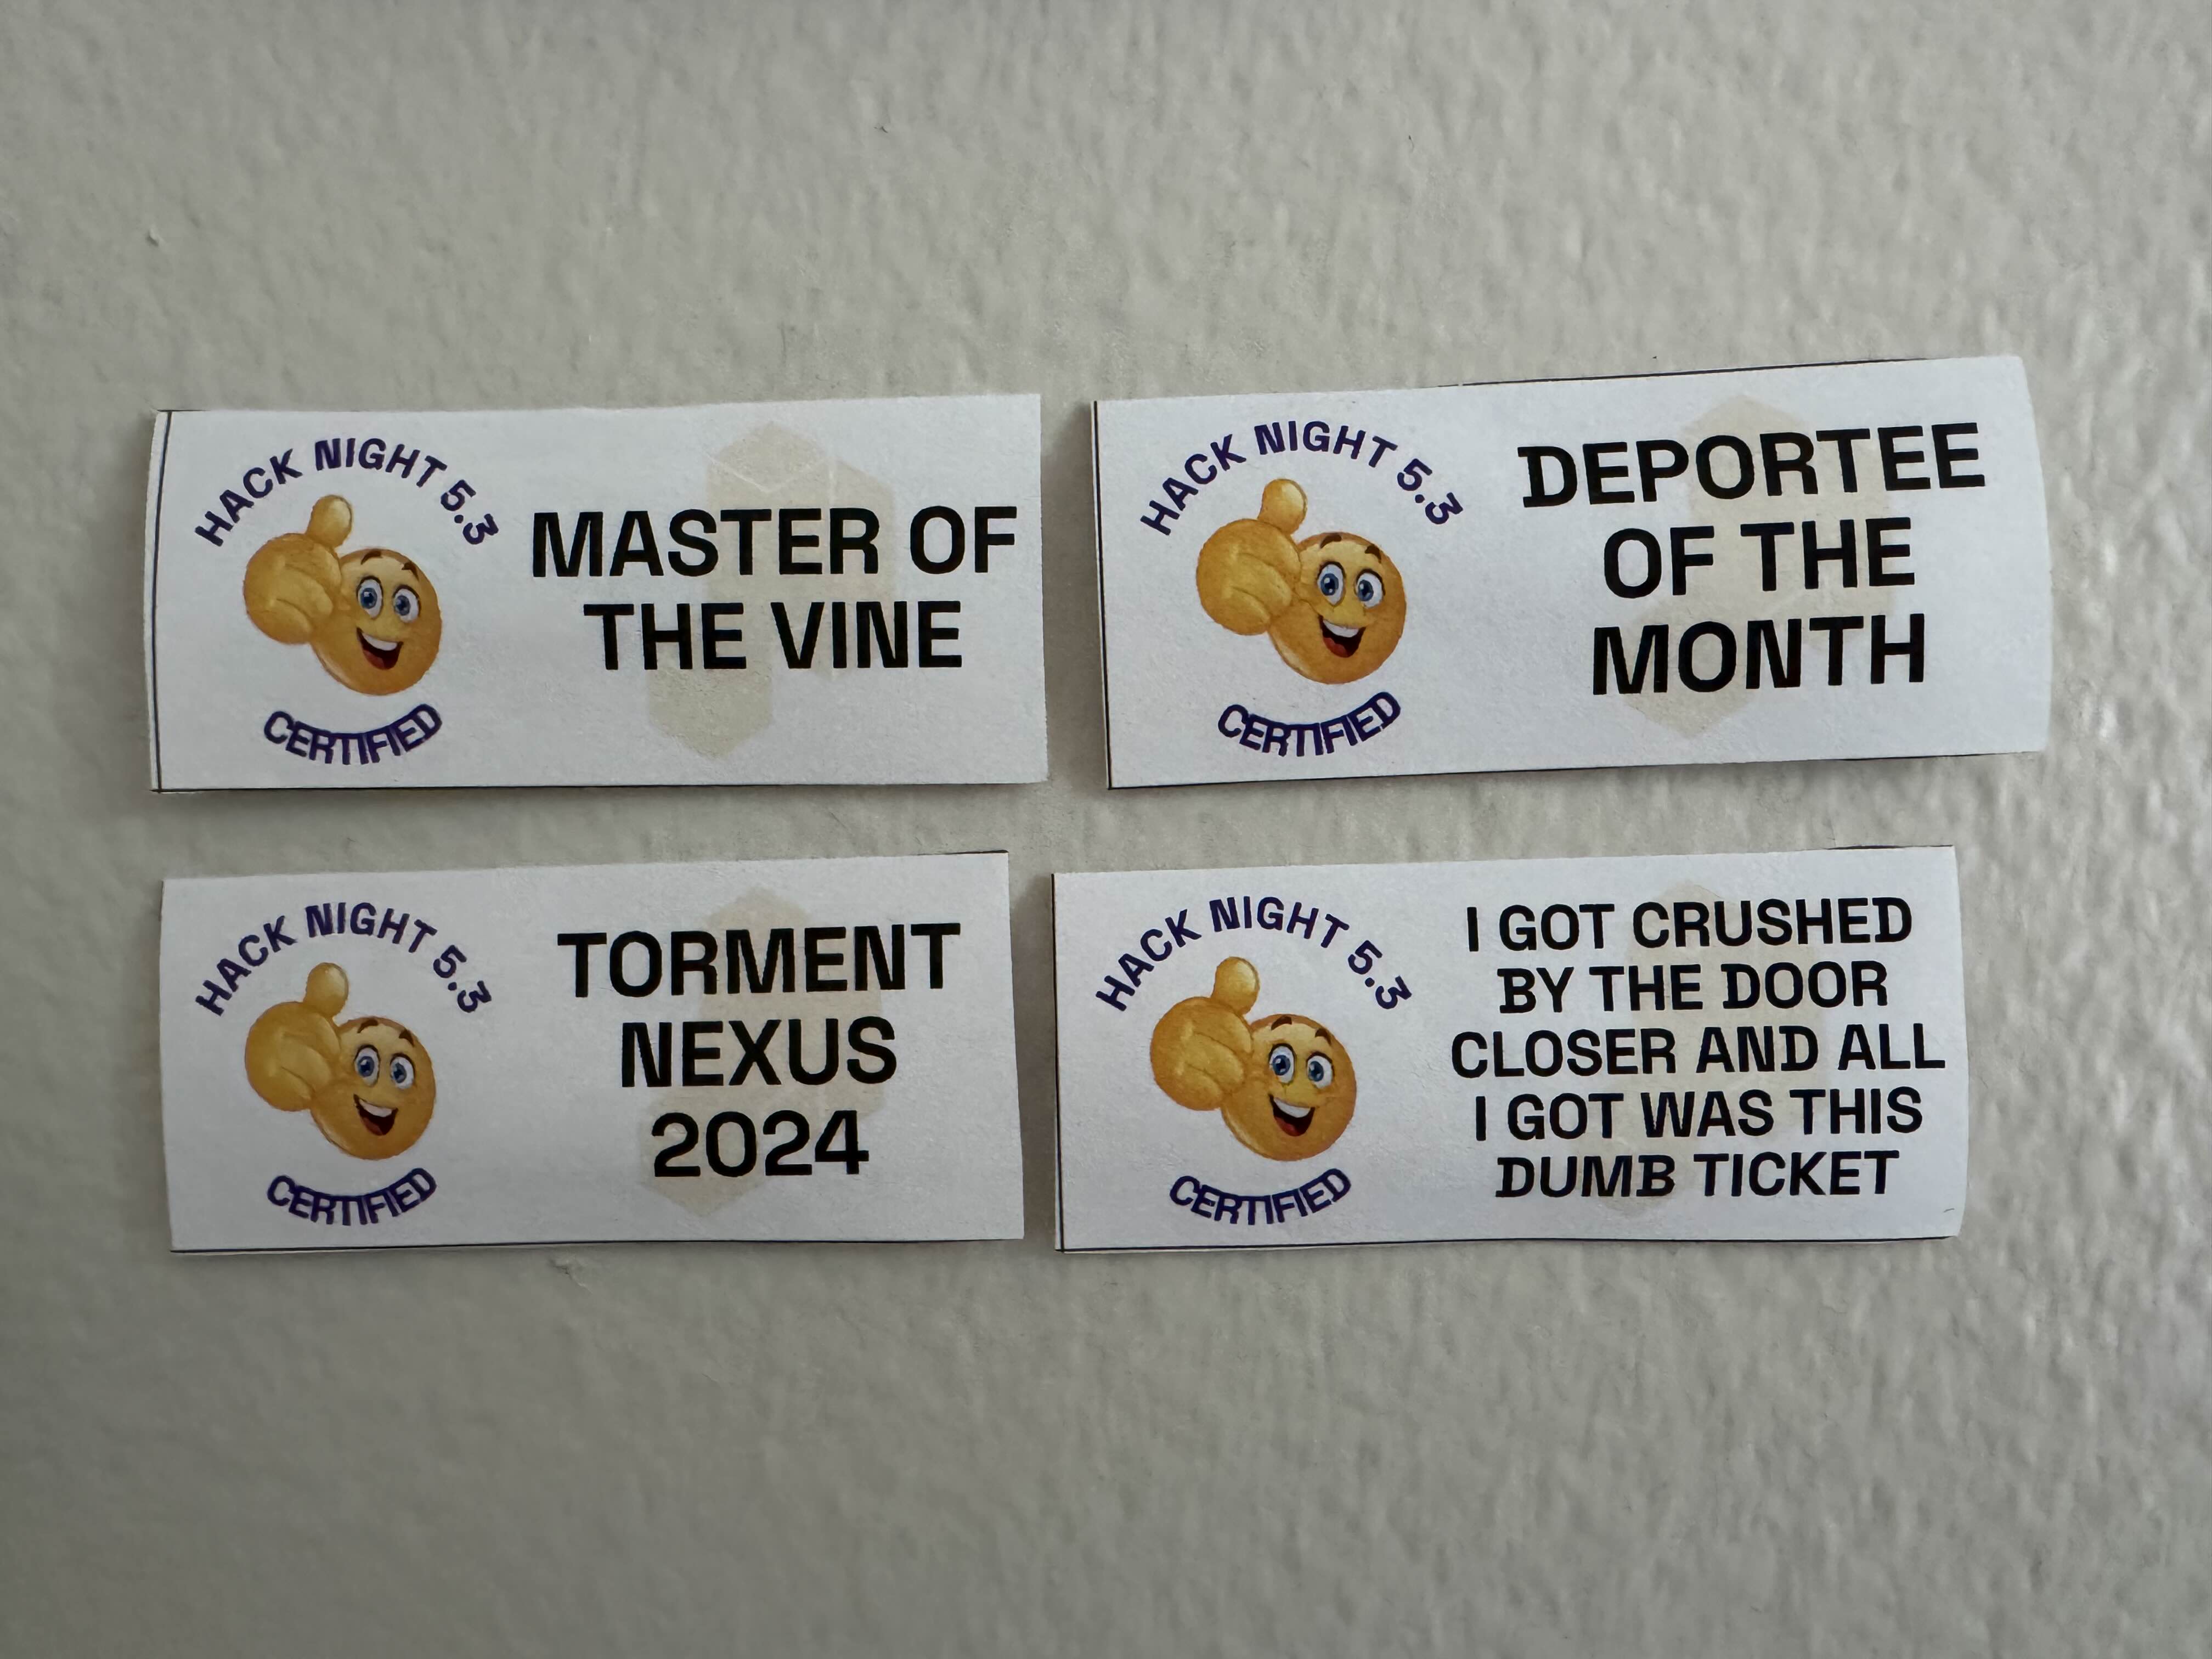 HACK NIGHT 5.3
CERTIFIED
MASTER OF
THE VINE
HACK NIGHT 5.3
CERTIFIED
DEPORTEE
OF THE
MONTH
HACK NIGHT 5.3
CERTIFIED
TORMENT
NEXUS
2024
HACK NIGHT 5.3
CERTIFIED
I GOT CRUSHED
BY THE DOOR
CLOSER AND ALL
I GOT WAS THIS
DUMB TICKET